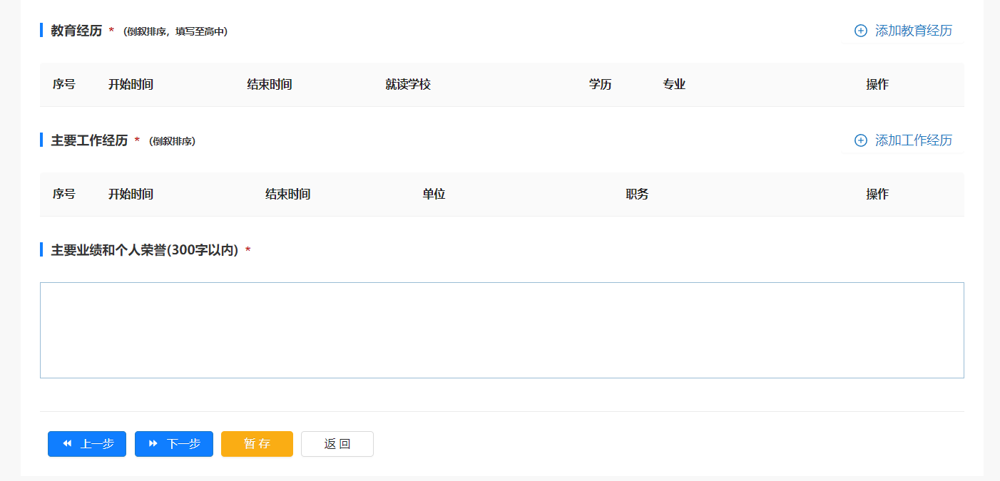 教育经历 * (倒叙排序，填写至高中) 添加教育经历
序号 开始时间 结束时间 就读学校 学历 专业 操作
主要工作经历 * (倒叙排序) 添加工作经历
序号 开始时间 结束时间 单位 职务 操作
主要业绩和个人荣誉(300字以内) *
上一步 下一步 暂存 返回